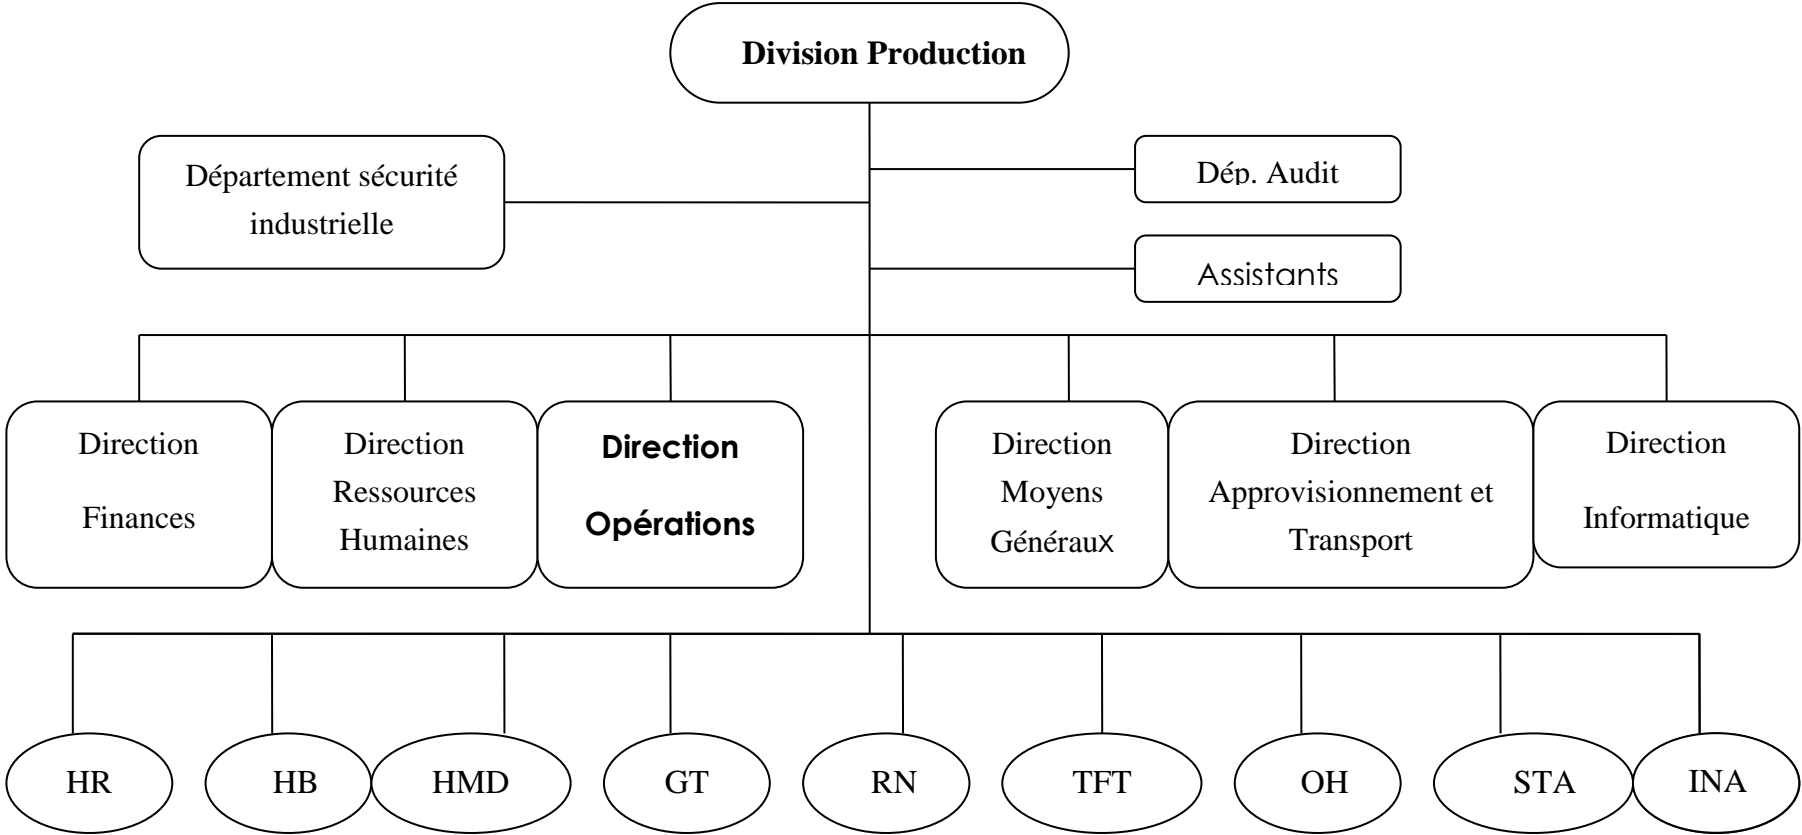 Division Production
Département sécurité
industrielle
Dép. Audit
Assistants
Direction
Finances
Direction
Ressources
Humaines
Direction
Opérations
Direction
Moyens
Généraux
Direction
Approvisionnement et
Transport
Direction
Informatique
HR
HB
HMD
GT
RN
TFT
OH
STA
INA